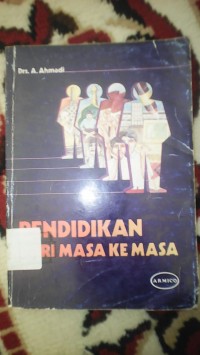 Drs. A. Ahmadi
PENDIDIKAN
RI MASA KE MASA
ARMICO